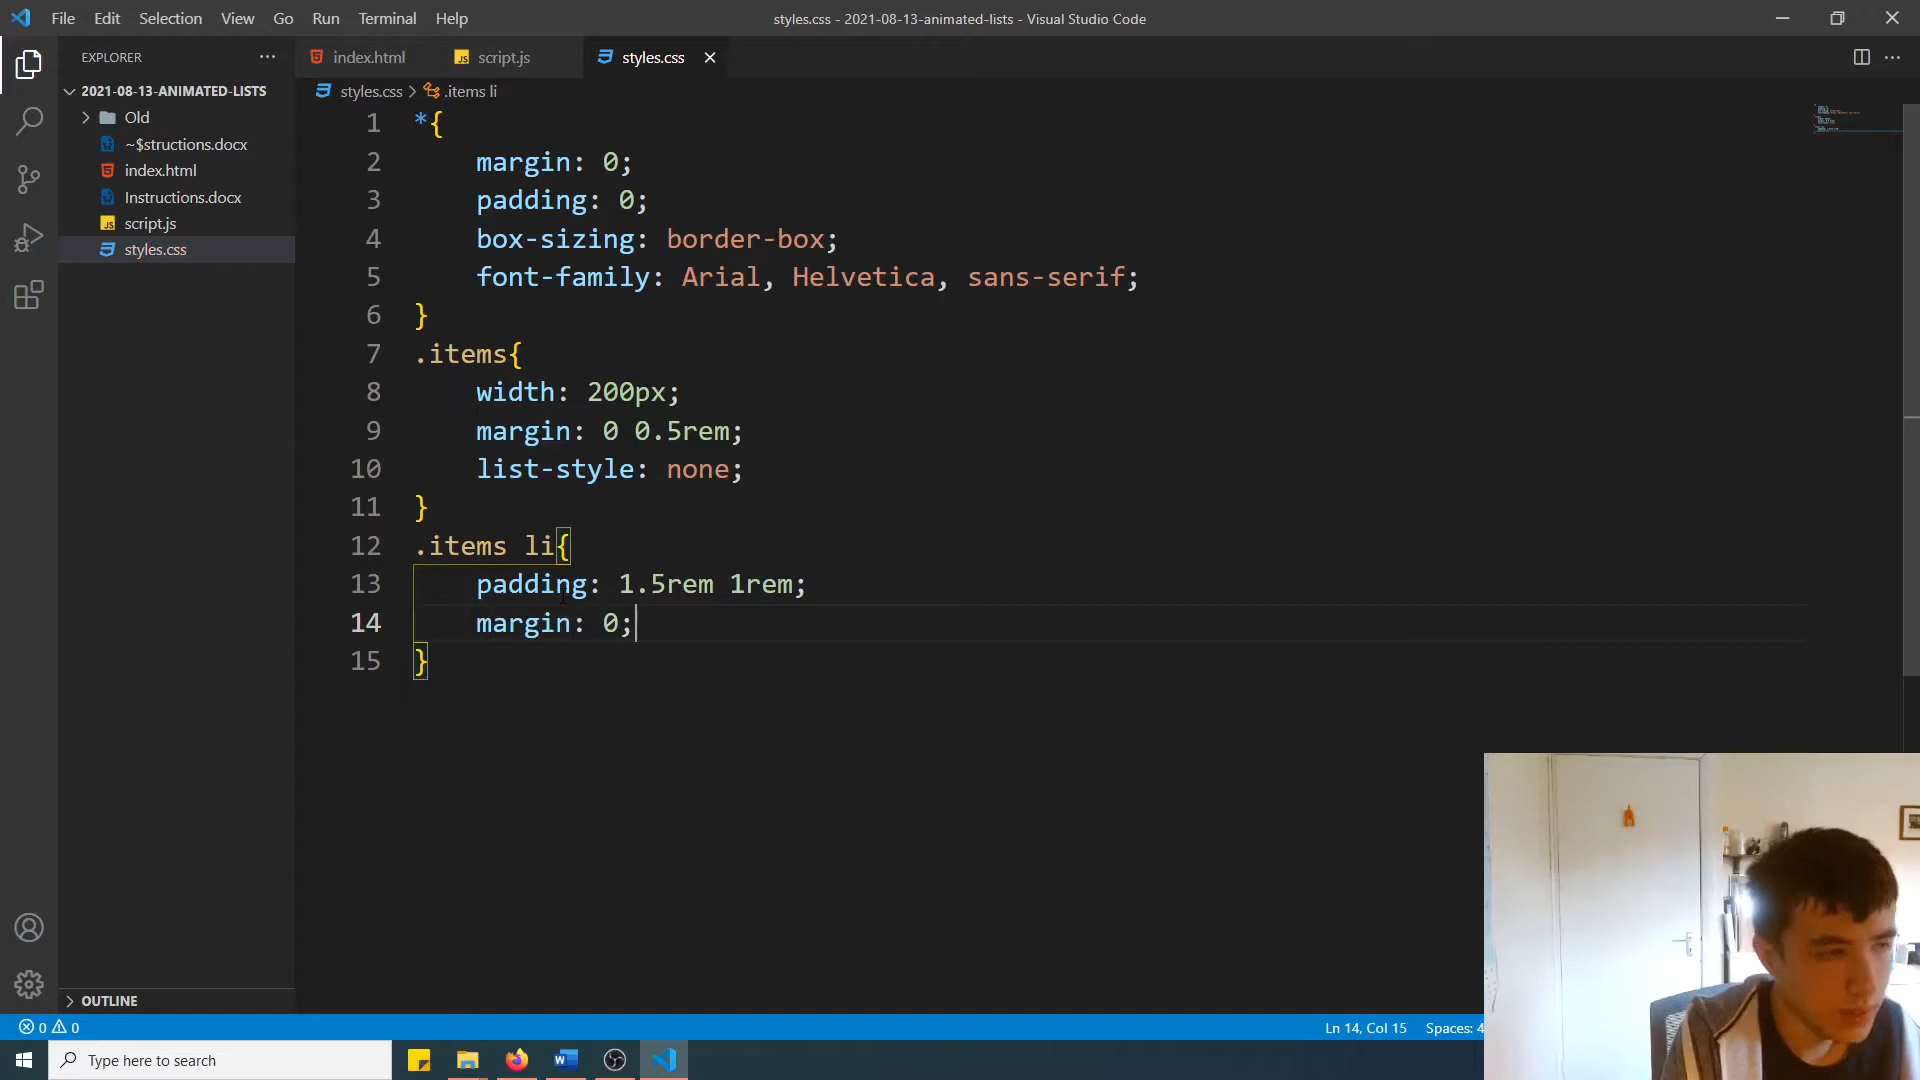 File Edit Selection View Go Run Terminal Help
styles.css - 2021-08-13-animated-lists - Visual Studio Code
EXPLORER
2021-08-13-ANIMATED-LISTS
Old
~$structions.docx
index.html
Instructions.docx
script.js
styles.css
OUTLINE
index.html script.js styles.css
styles.css > .items li
1 *{
2 margin: 0;
3 padding: 0;
4 box-sizing: border-box;
5 font-family: Arial, Helvetica, sans-serif;
6 }
7 .items{
8 width: 200px;
9 margin: 0 0.5rem;
10 list-style: none;
11 }
12 .items li{
13 padding: 1.5rem 1rem;
14 margin: 0;
15 }
0 0
Ln 14, Col 15 Spaces: 4
Type here to search